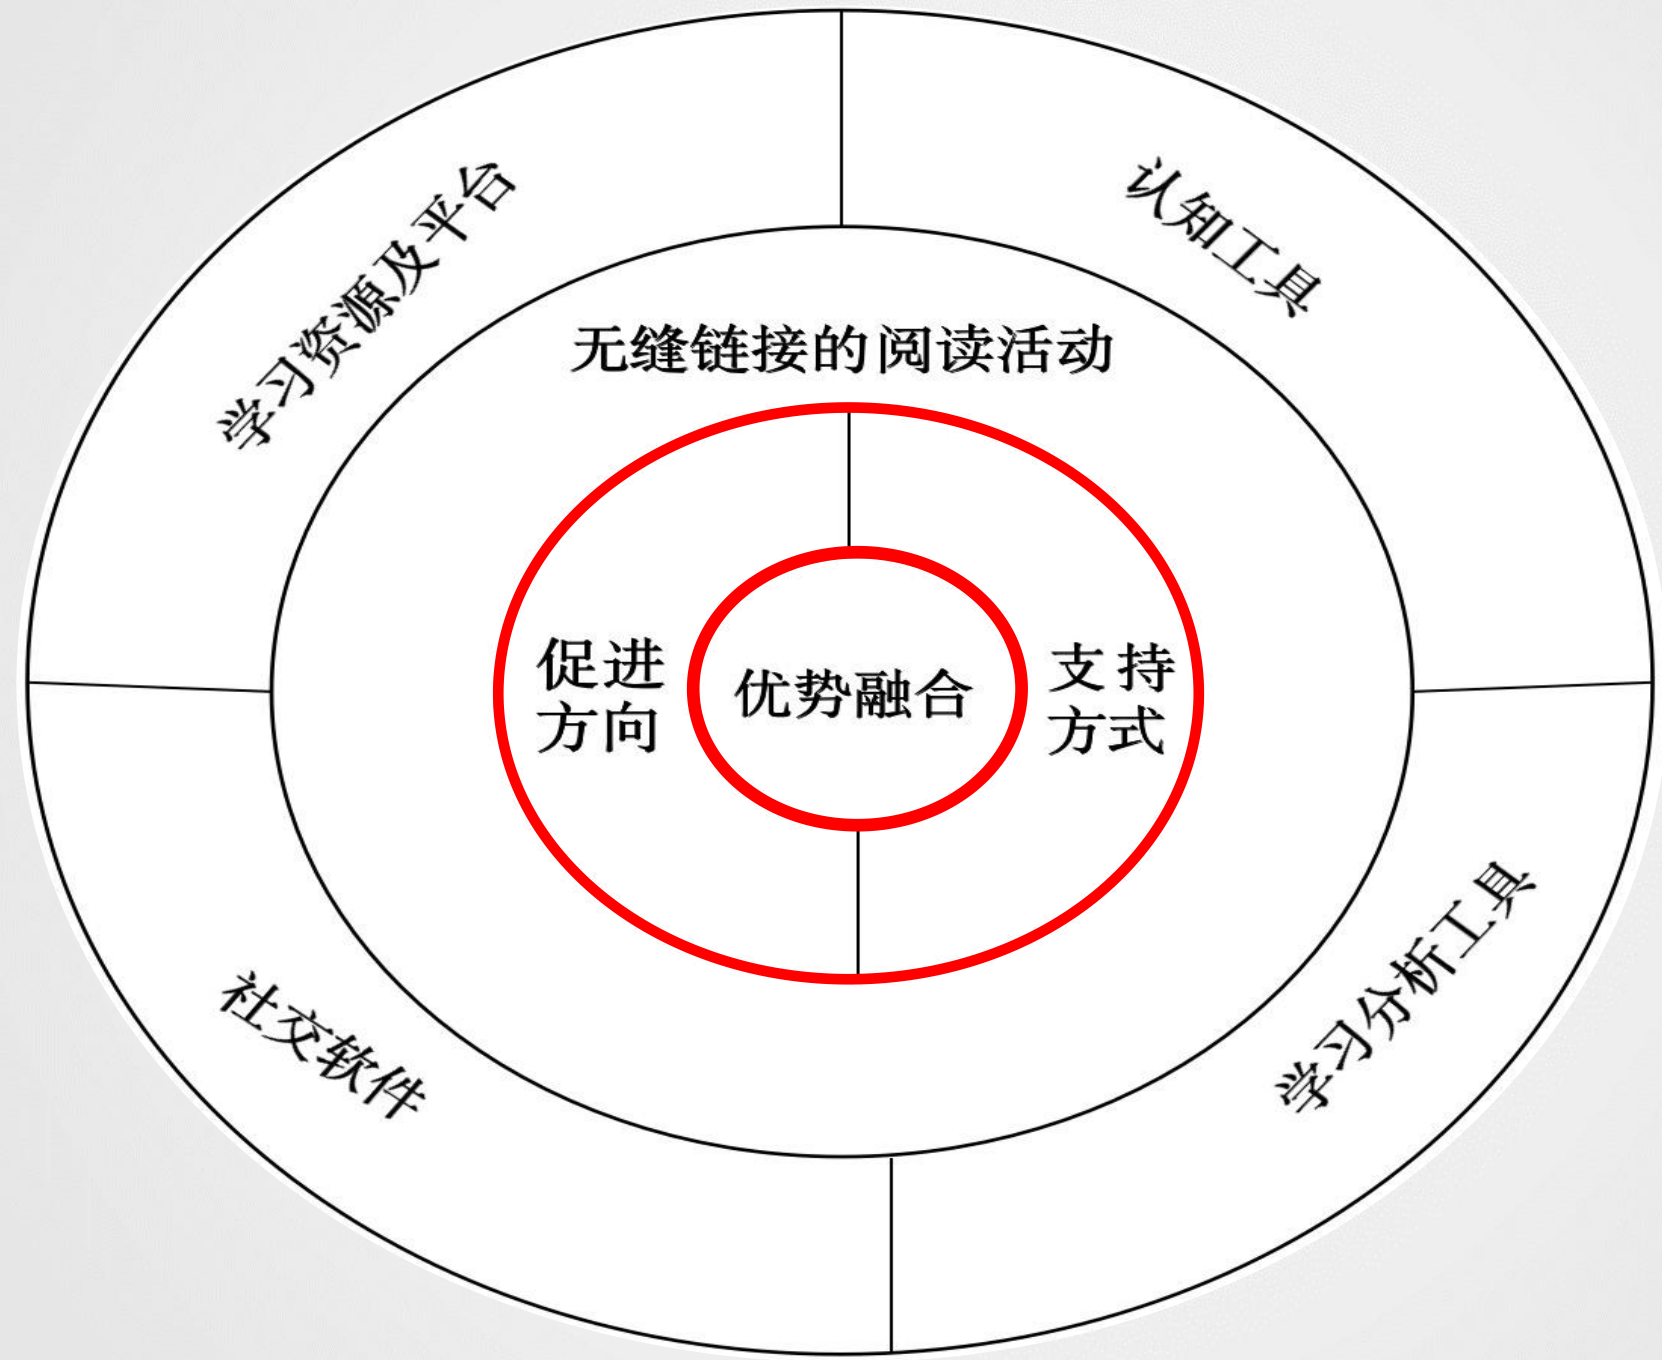 学习资源及平台
认知工具
无缝链接的阅读活动
促进
方向
优势融合
支持
方式
社交软件
学习分析工具